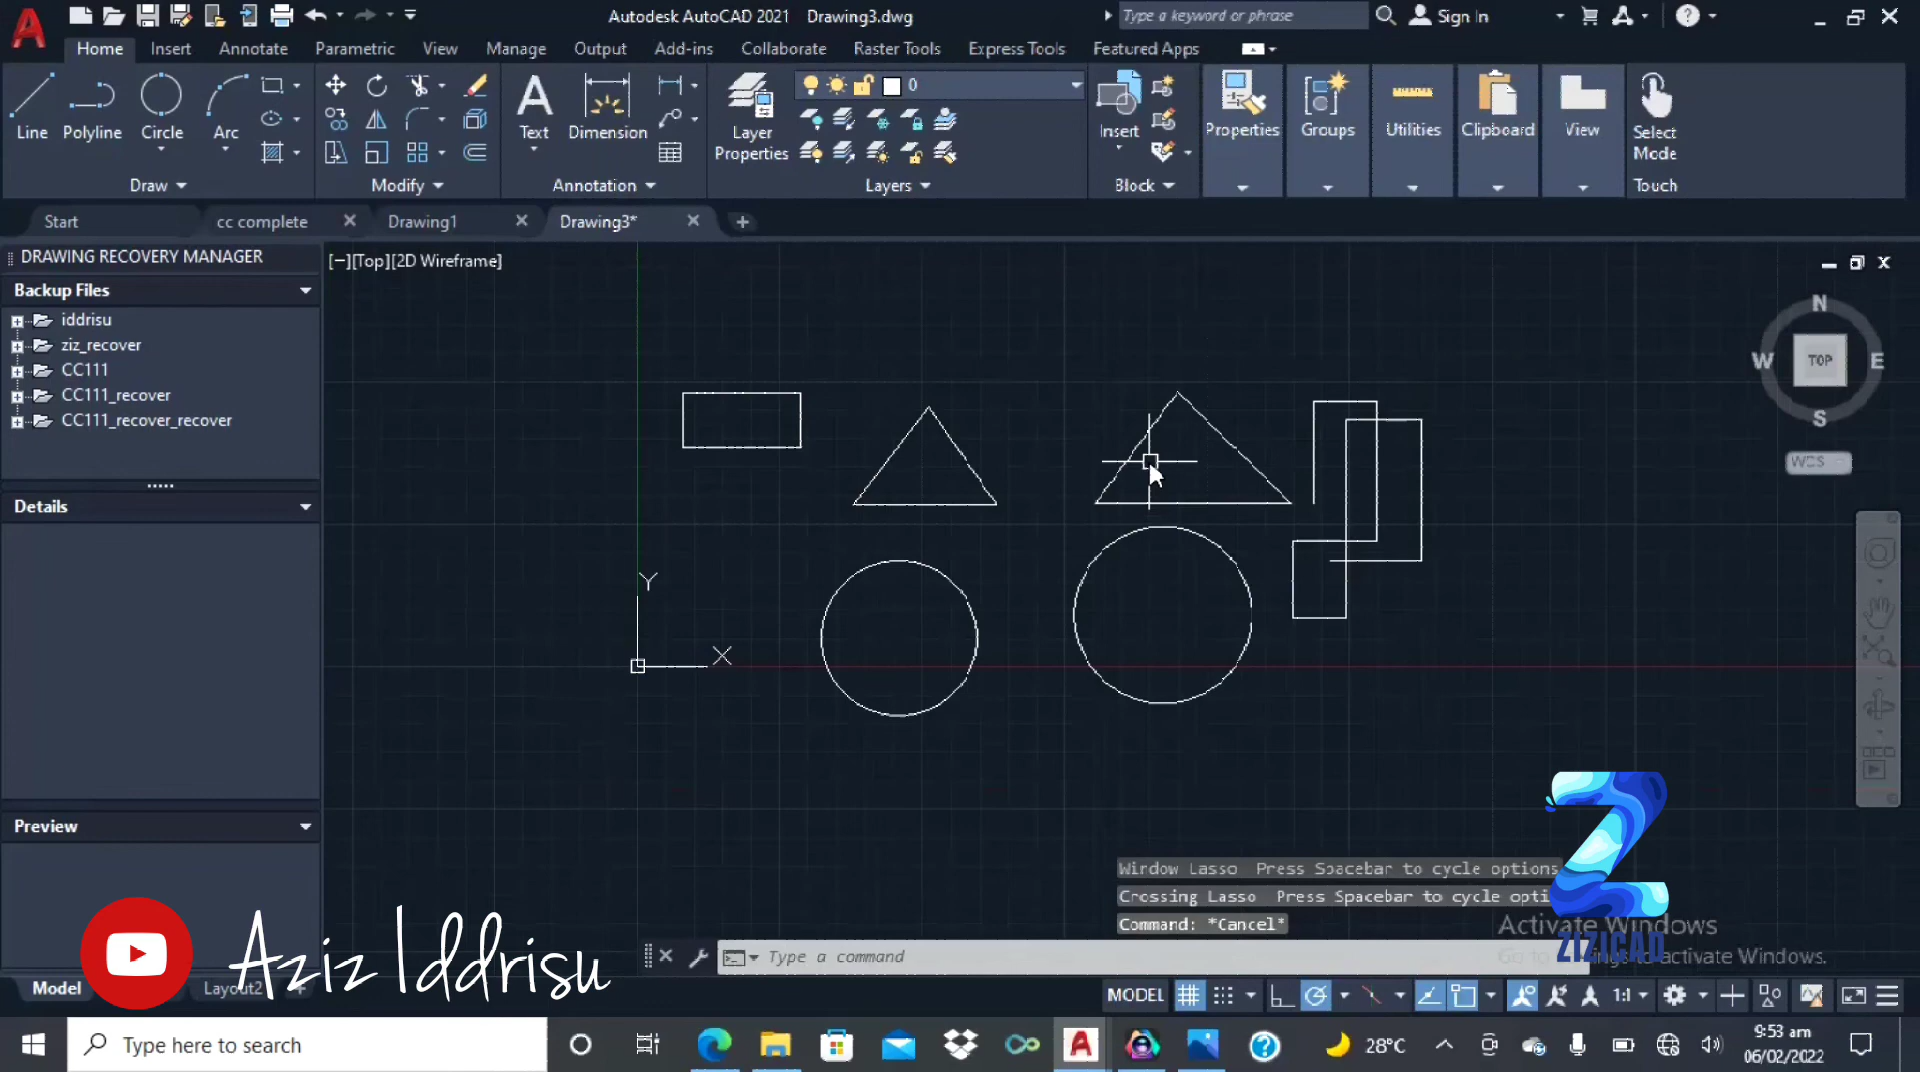 Autodesk AutoCAD 2021 Drawing3.dwg
Type a keyword or phrase
Sign In
Home Insert Annotate Parametric View Manage Output Add-ins Collaborate Raster Tools Express Tools Featured Apps
0
Line Polyline Circle Arc
Text Dimension
Layer
Properties
Insert
Properties Groups Utilities Clipboard View
Select
Mode
Draw Modify Annotation Layers Block Touch
Start cc complete Drawing1 Drawing3*
DRAWING RECOVERY MANAGER
Backup Files
iddrisu
ziz_recover
CC111
CC111_recover
CC111_recover_recover
Details
Preview
[−][Top][2D Wireframe]
N
W TOP E
S
WCS
Y
X
Window Lasso Press Spacebar to cycle options
Crossing Lasso Press Spacebar to cycle opti
Command: *Cancel*
Type a command
Activate Windows
ZIZICAD
activate Windows.
Aziz Iddrisu
Model Layout2
MODEL 1:1
Type here to search
28°C
9:53 am
06/02/2022